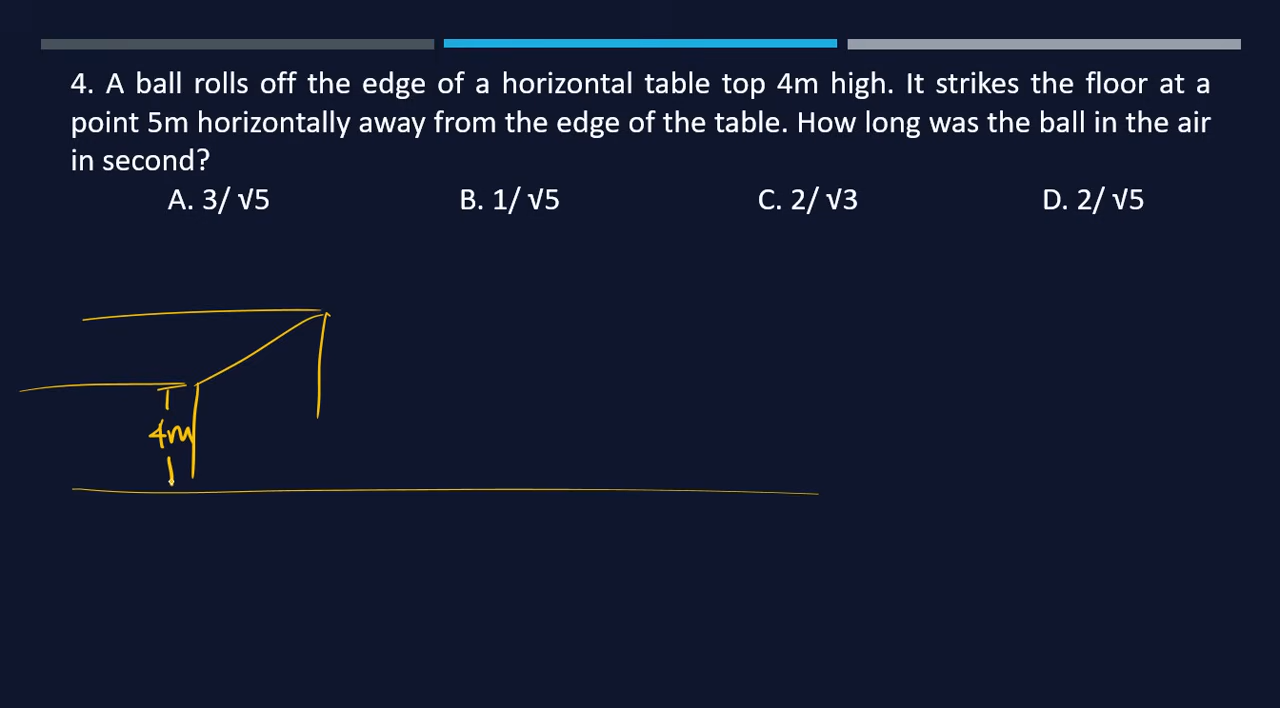 4. A ball rolls off the edge of a horizontal table top 4m high. It strikes the floor at a
point 5m horizontally away from the edge of the table. How long was the ball in the air
in second?
A. 3/ √5 B. 1/ √5 C. 2/ √3 D. 2/ √5
4m